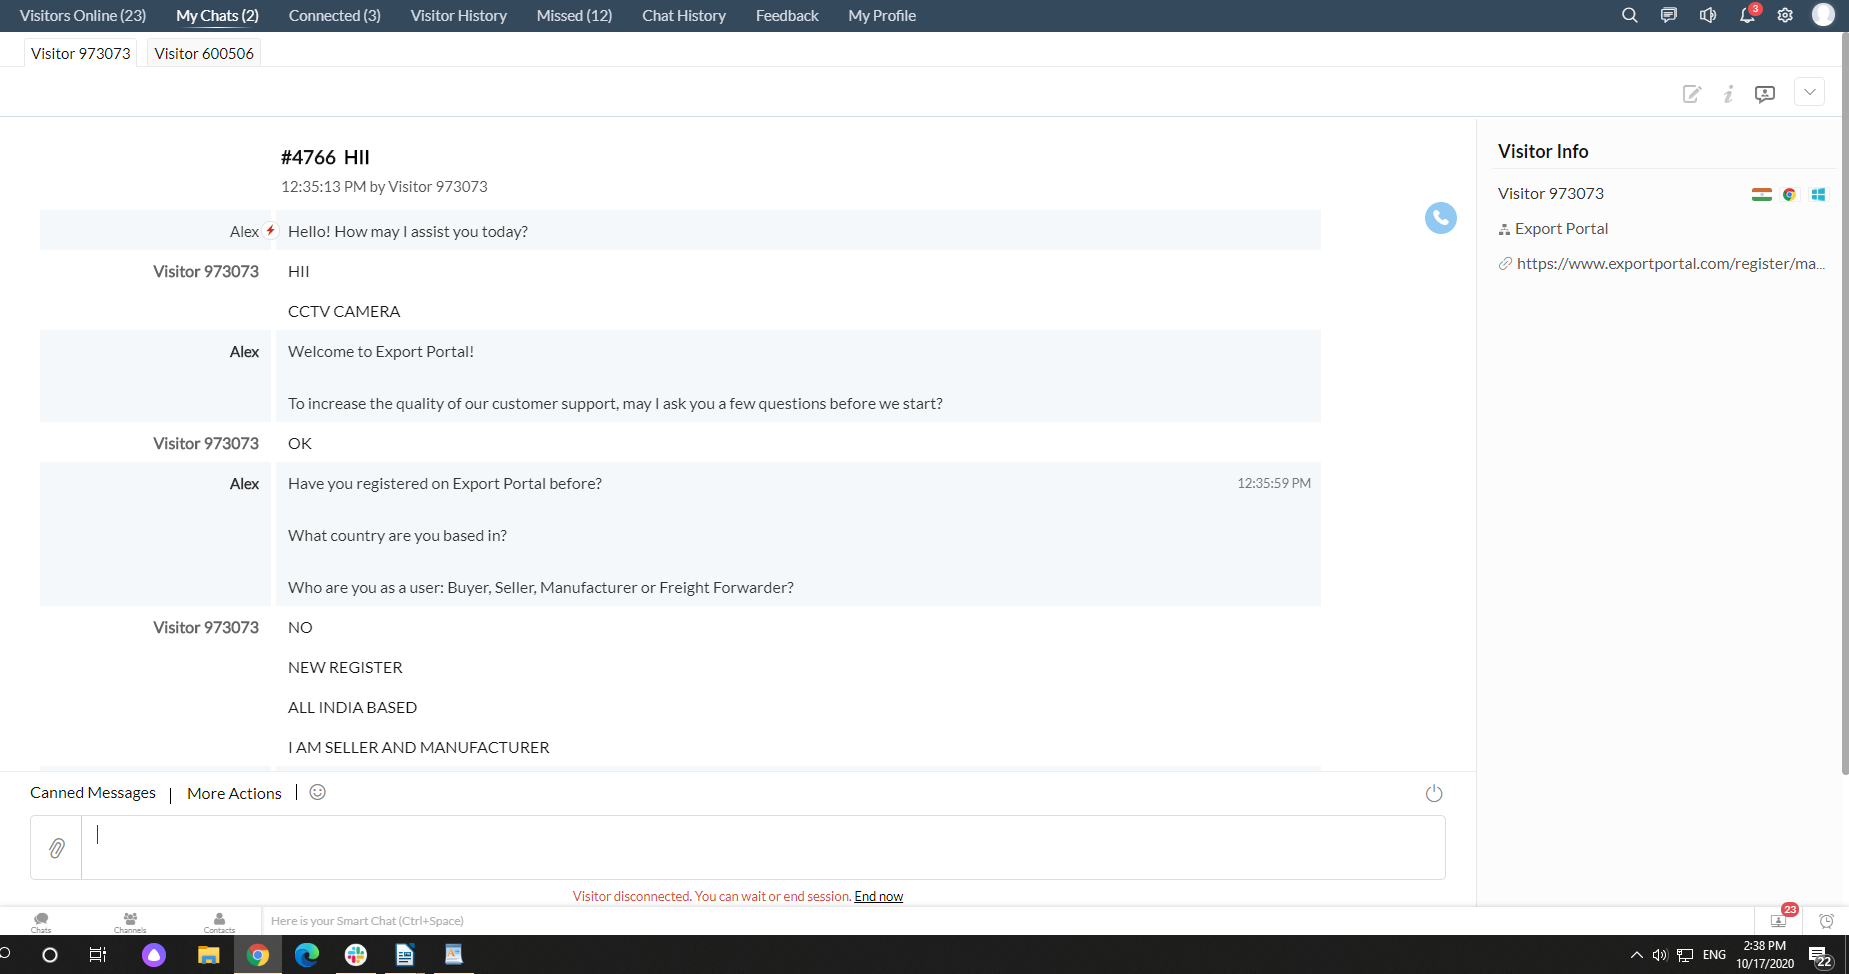 Visitors Online (23) My Chats (2) Connected (3) Visitor History Missed (12) Chat History Feedback My Profile 3
Visitor 973073 Visitor 600506
#4766 HII
12:35:13 PM by Visitor 973073
Alex Hello! How may I assist you today?
Visitor 973073 HII
CCTV CAMERA
Alex Welcome to Export Portal!
To increase the quality of our customer support, may I ask you a few questions before we start?
Visitor 973073 OK
Alex Have you registered on Export Portal before? 12:35:59 PM
What country are you based in?
Who are you as a user: Buyer, Seller, Manufacturer or Freight Forwarder?
Visitor 973073 NO
NEW REGISTER
ALL INDIA BASED
I AM SELLER AND MANUFACTURER
Visitor Info
Visitor 973073
Export Portal
https://www.exportportal.com/register/ma...
Canned Messages | More Actions |
Visitor disconnected. You can wait or end session. End now
Chats Channels Contacts Here is your Smart Chat (Ctrl+Space) 23
ENG 2:38 PM
10/17/2020 22